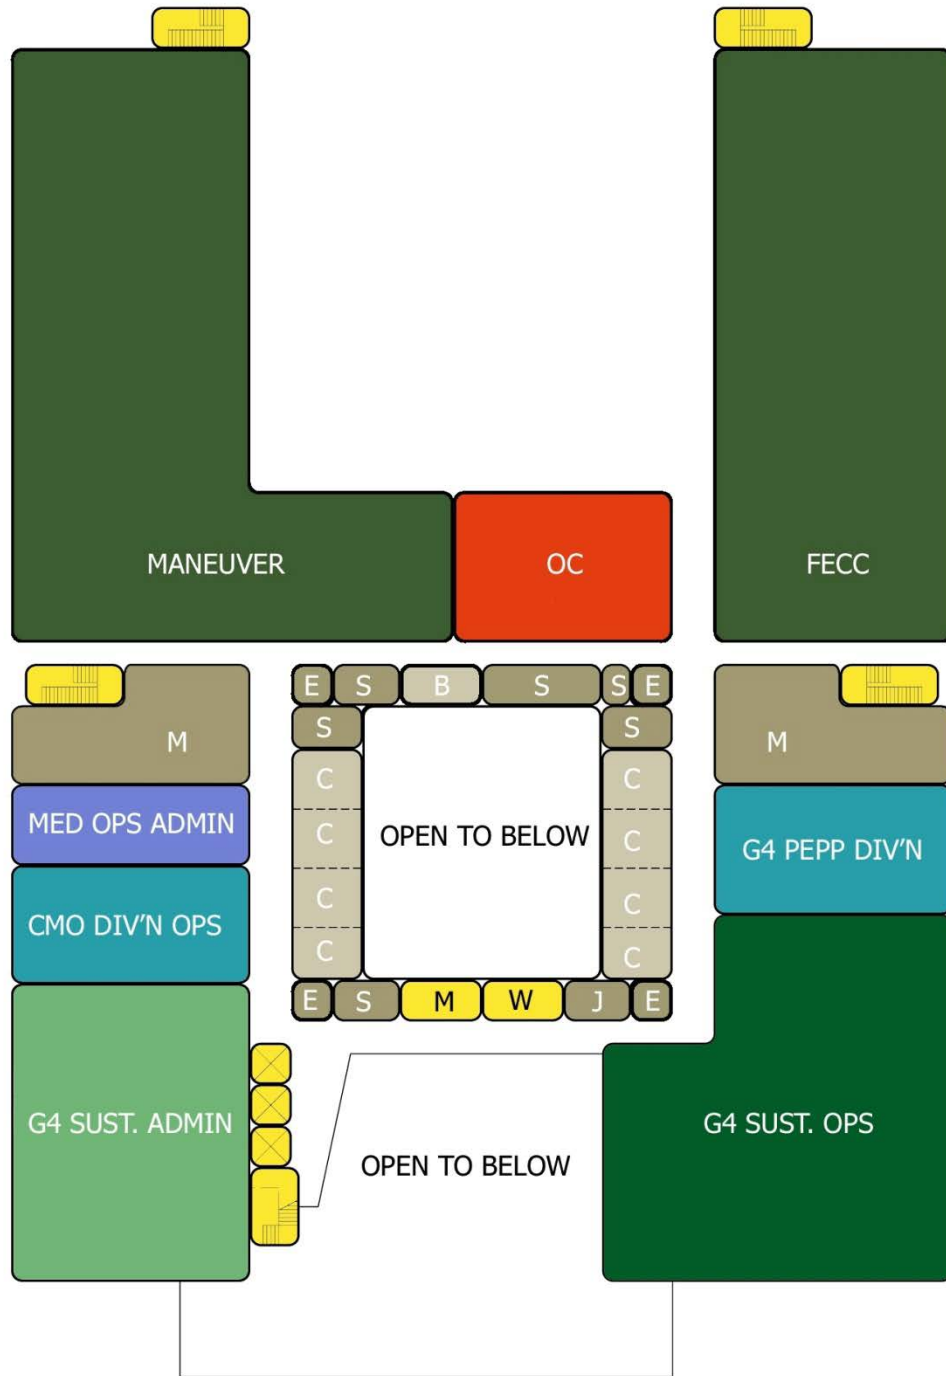 MANEUVER
OC
FECC
E
S
B
S
S
E
M
S
S
M
MED OPS ADMIN
C
C
OPEN TO BELOW
C
C
G4 PEPP DIV'N
CMO DIV'N OPS
C
C
C
C
E
S
M
W
J
E
G4 SUST. ADMIN
G4 SUST. OPS
OPEN TO BELOW